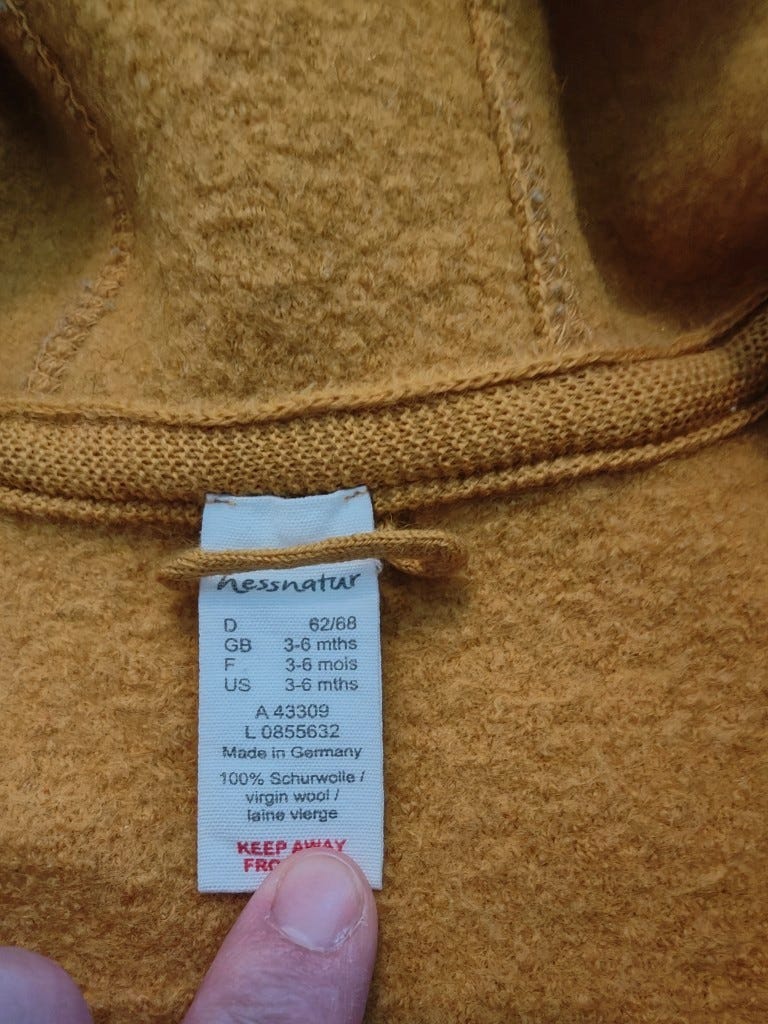 hessnatur
D 62/68
GB 3-6 mths
F 3-6 mois
US 3-6 mths
A 43309
L 0855632
Made in Germany
100% Schurwolle /
virgin wool /
laine vierge
KEEP AWAY